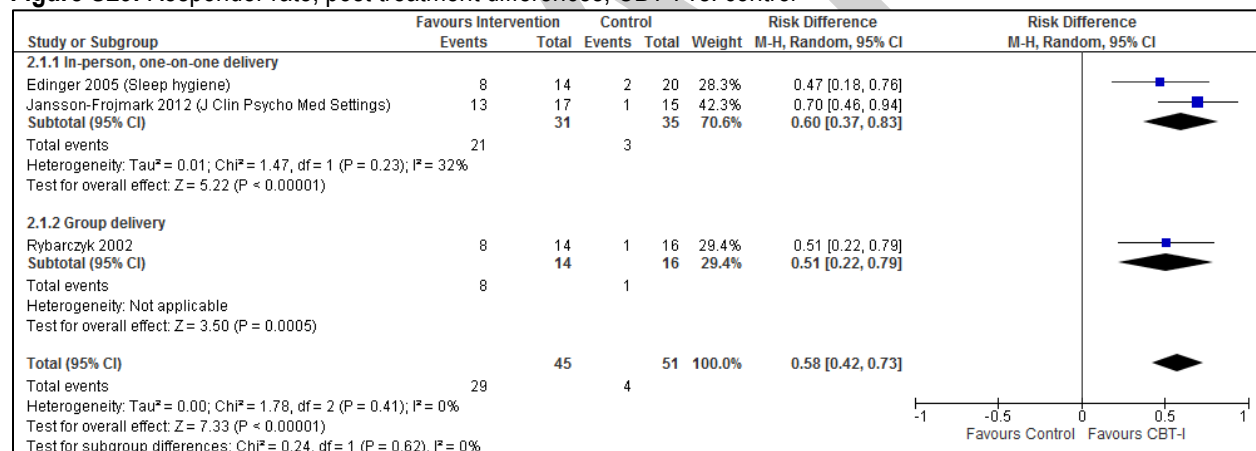 Favours Intervention Control Risk Difference Risk Difference
Study or Subgroup Events Total Events Total Weight M-H, Random, 95% CI M-H, Random, 95% CI
2.1.1 In-person, one-on-one delivery
Edinger 2005 (Sleep hygiene) 8 14 2 20 28.3% 0.47 [0.18, 0.76]
Jansson-Frojmark 2012 (J Clin Psycho Med Settings) 13 17 1 15 42.3% 0.70 [0.46, 0.94]
Subtotal (95% CI) 31 35 70.6% 0.60 [0.37, 0.83]
Total events 21 3
Heterogeneity: Tau² = 0.01; Chi² = 1.47, df = 1 (P = 0.23); I² = 32%
Test for overall effect: Z = 5.22 (P < 0.00001)
2.1.2 Group delivery
Rybarczyk 2002 8 14 1 16 29.4% 0.51 [0.22, 0.79]
Subtotal (95% CI) 14 16 29.4% 0.51 [0.22, 0.79]
Total events 8 1
Heterogeneity: Not applicable
Test for overall effect: Z = 3.50 (P = 0.0005)
Total (95% CI) 45 51 100.0% 0.58 [0.42, 0.73]
Total events 29 4
Heterogeneity: Tau² = 0.00; Chi² = 1.78, df = 2 (P = 0.41); I² = 0%
Test for overall effect: Z = 7.33 (P < 0.00001)
Test for subgroup differences: Chi² = 0.24, df = 1 (P = 0.62), I² = 0%
-1 -0.5 0 0.5 1
Favours Control Favours CBT-I